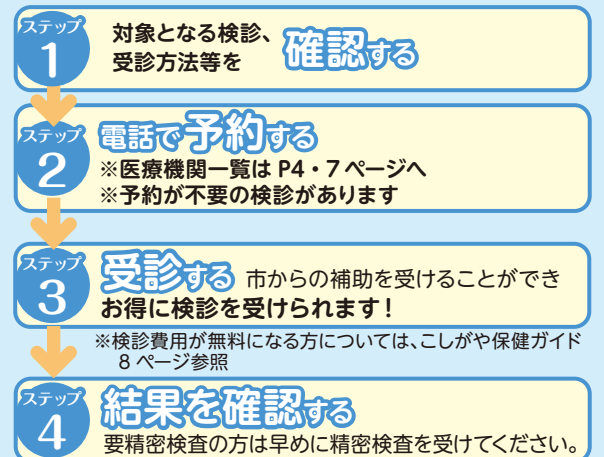 ステップ
1
対象となる検診、
受診方法等を 確認する
ステップ
2
電話で予約する
※医療機関一覧は P4・7 ページへ
※予約が不要の検診があります
ステップ
3
受診する 市からの補助を受けることができ
お得に検診を受けられます!
※検診費用が無料になる方については、こしがや保健ガイド
8 ページ参照
ステップ
4
結果を確認する
要精密検査の方は早めに精密検査を受けてください。